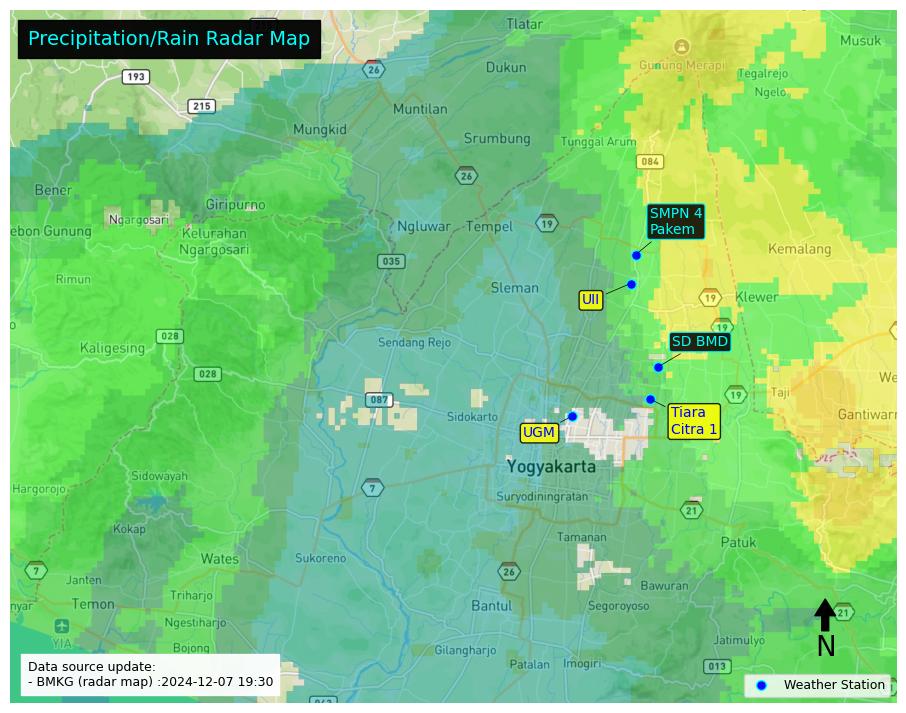 Precipitation/Rain Radar Map
Tlatar
Musuk
Gunung Merapi
193
26
Dukun
Tegalrejo
Ngelo
215
Muntilan
Mungkid
Srumbung
Tunggal Arum
084
26
Bener
Giripurno
Ngargosari
SMPN 4
Pakem
ebon Gunung
Kelurahan
Ngargosari
Ngluwar
Tempel
19
Kemalang
035
Rimun
Sleman
UII
19
Klewer
19
028
Kaligesing
Sendang Rejo
SD BMD
028
We
087
Taji
19
Sidokarto
Tiara
Citra 1
Gantiwarn
UGM
Yogyakarta
Sidowayah
Hargorojo
7
Suryodiningratan
21
Kokap
Tamanan
Patuk
Wates
Sukoreno
7
Janten
26
Bawuran
nyar
Temon
Triharjo
Bantul
Segoroyoso
21
Ngestiharjo
YIA
N
Bojong
Gilangharjo
Jatimulyo
Patalan
Imogiri
013
Data source update:
- BMKG (radar map) :2024-12-07 19:30
Weather Station